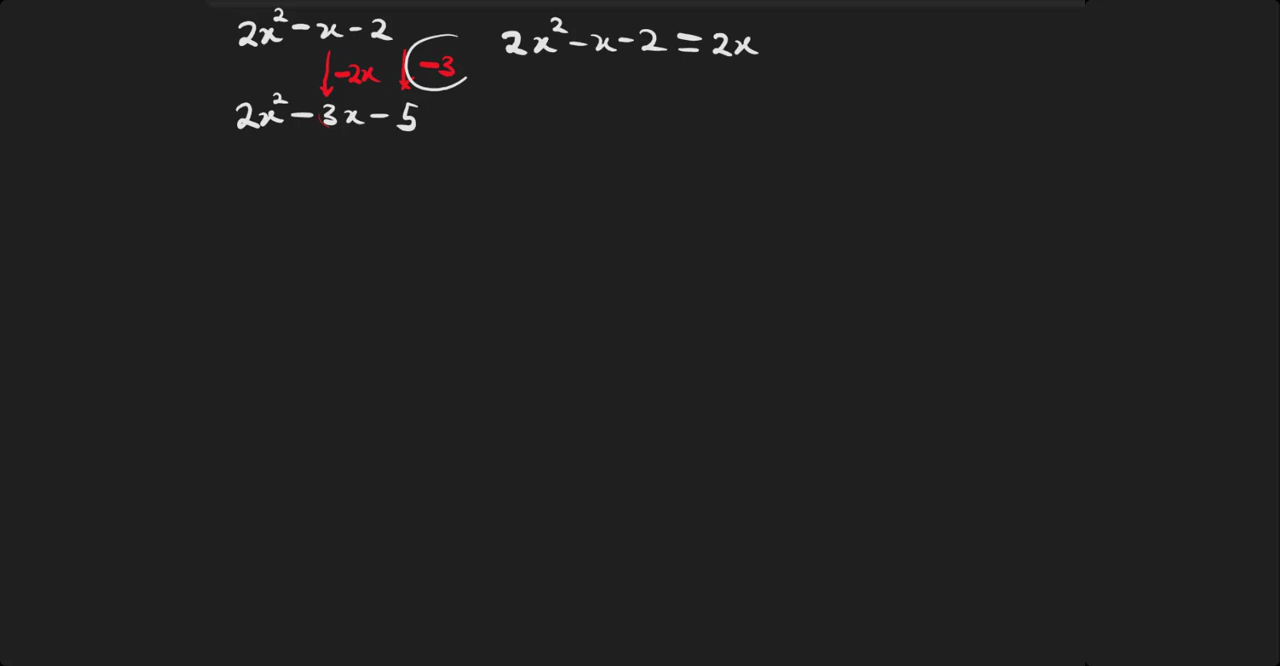 2x² - x - 2
2x² - x - 2 = 2x
-2x
-3
2x² - 3x - 5